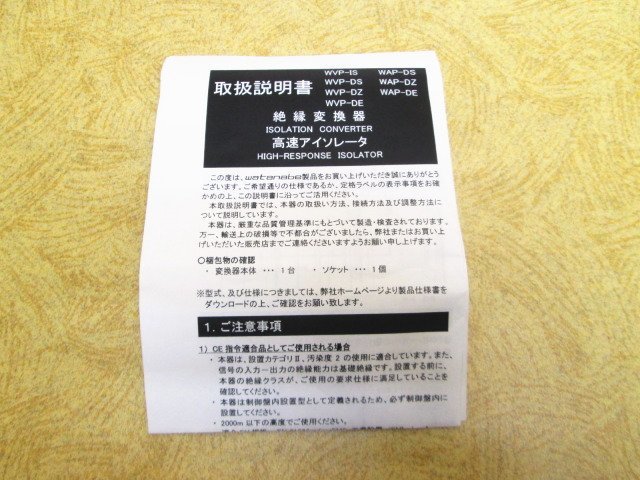 取扱説明書
WVP-IS WAP-DS
WVP-DS WAP-DZ
WVP-DZ WAP-DE
WVP-DE
絶縁変換器
ISOLATION CONVERTER
高速アイソレータ
HIGH-RESPONSE ISOLATOR
この度は、watanabe製品をお買い上げいただき誠にありがとう
ございます。ご希望通りの仕様であるか、定格ラベルの表示事項をお確
かめの上、この説明書に沿ってご活用ください。
本取扱説明書では、本器の取扱い方法、接続方法及び調整方法に
ついて説明しています。
本器は、厳重な品質管理基準にもとづいて製造・検査されております。
万一、輸送上の破損等で不都合がございましたら、弊社またはお買い上
げいただいた販売店までご連絡くださいますようお願い申し上げます。
○梱包物の確認
・ 変換器本体 ・・・ 1台 ・ ソケット ・・・ 1個
※型式、及び仕様につきましては、弊社ホームページより製品仕様書を
ダウンロードの上、ご確認をお願い致します。
1. ご注意事項
1) CE 指令適合品としてご使用される場合
・ 本器は、設置カテゴリⅡ、汚染度 2 の使用に適合しています。また、
信号の入力ー出力の絶縁能力は基礎絶縁です。設置する前に、
本器の絶縁クラスが、ご使用の要求仕様に満足していることを
確認してください。
・ 本器は制御盤内設置型として定義されるため、必ず制御盤内に
設置してください。
・ 2000m 以下の高度でご使用ください。